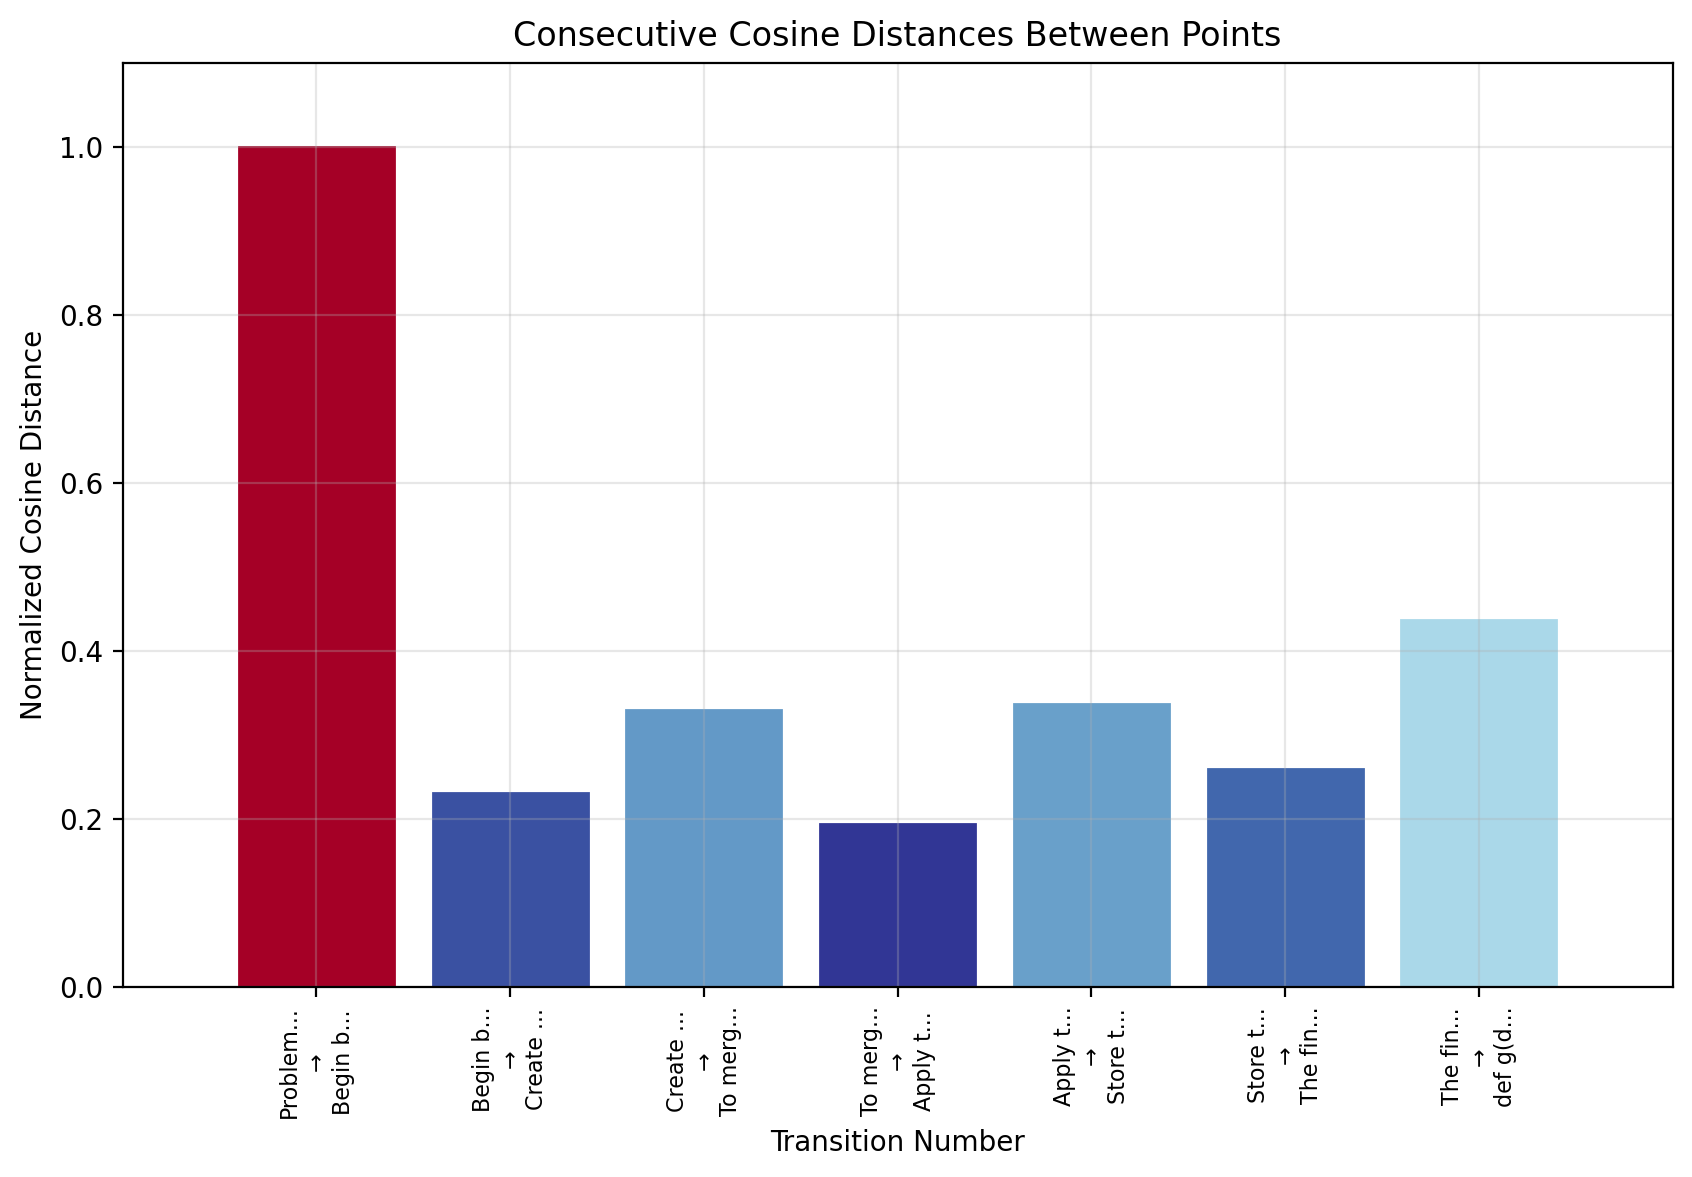 Consecutive Cosine Distances Between Points
Normalized Cosine Distance
1.0
0.8
0.6
0.4
0.2
0.0
Problem...
→
Begin b...
Begin b...
→
Create ...
Create ...
→
To merg...
To merg...
→
Apply t...
Apply t...
→
Store t...
Store t...
→
The fin...
The fin...
→
def g(d...
Transition Number